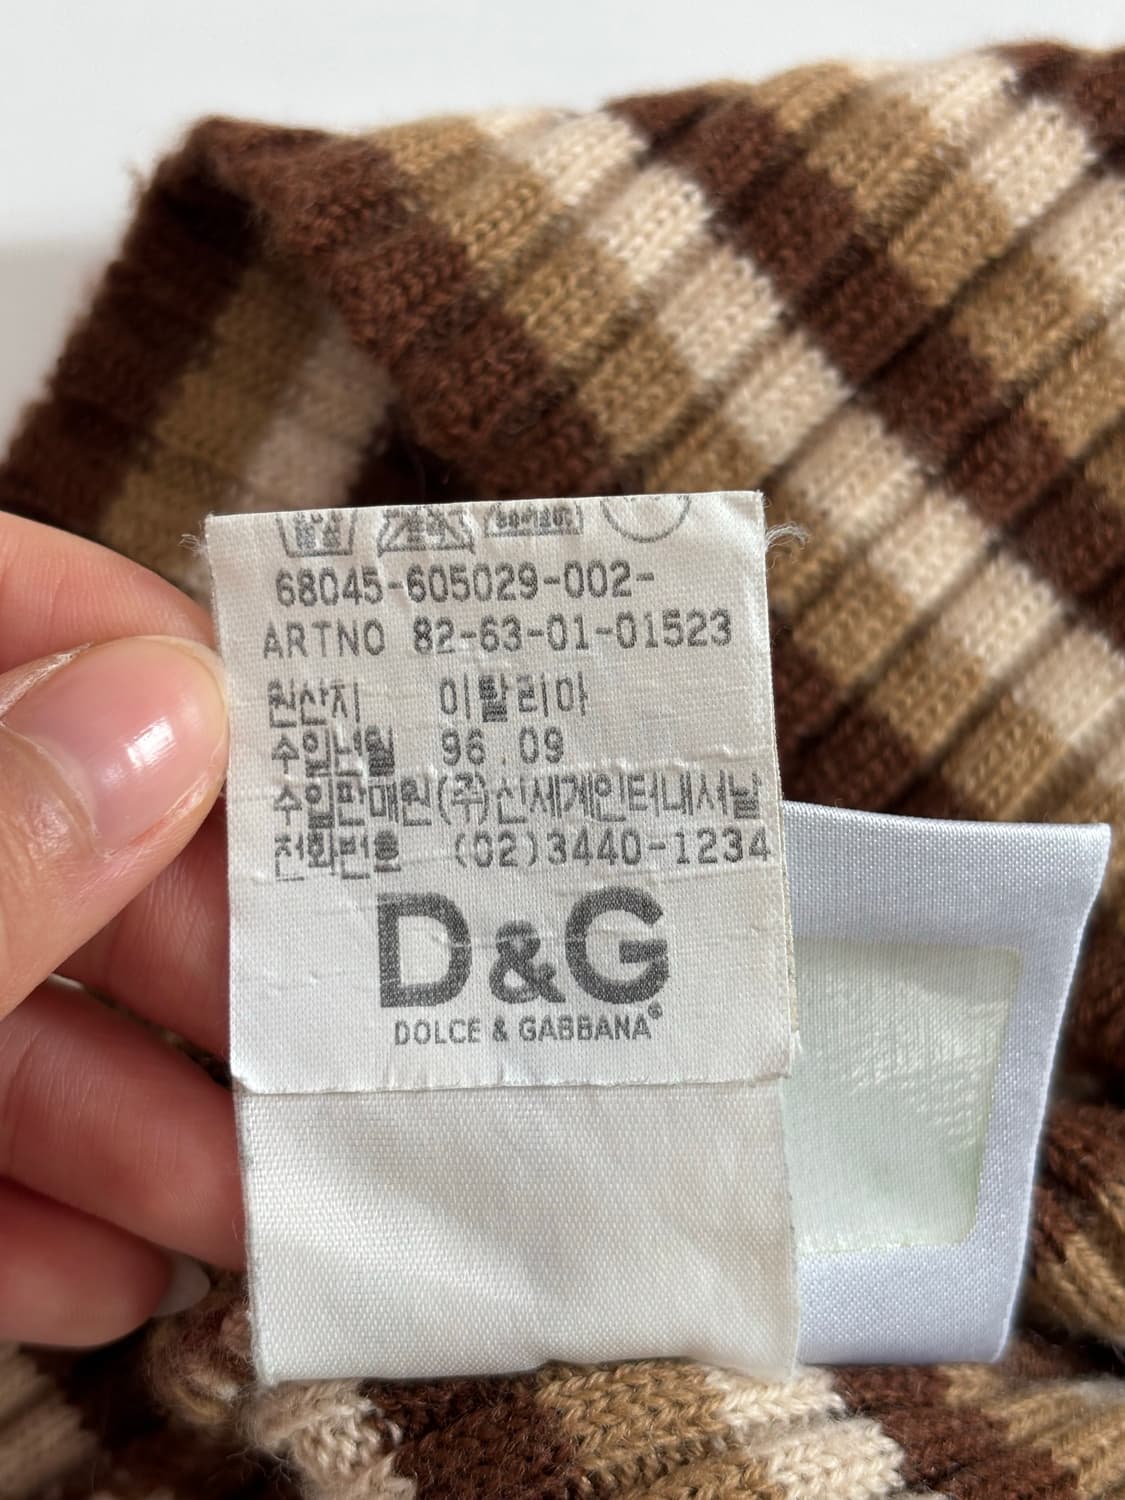 68045-605029-002-
ARTNO 82-63-01-01523
원산지 이탈리아
수입년월 96.09
수입판매원(주)신세계인터내셔날
전화번호 (02)3440-1234
D&G
DOLCE & GABBANA®